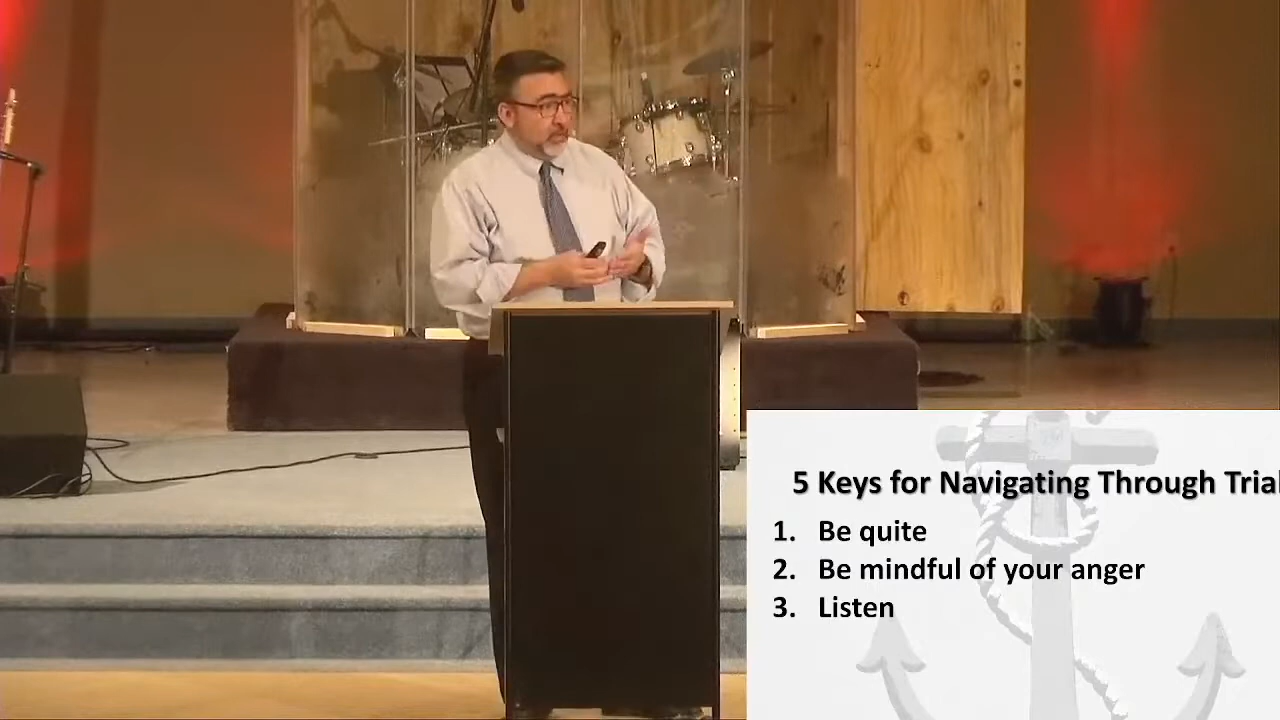 5 Keys for Navigating Through Trial
1. Be quite
2. Be mindful of your anger
3. Listen